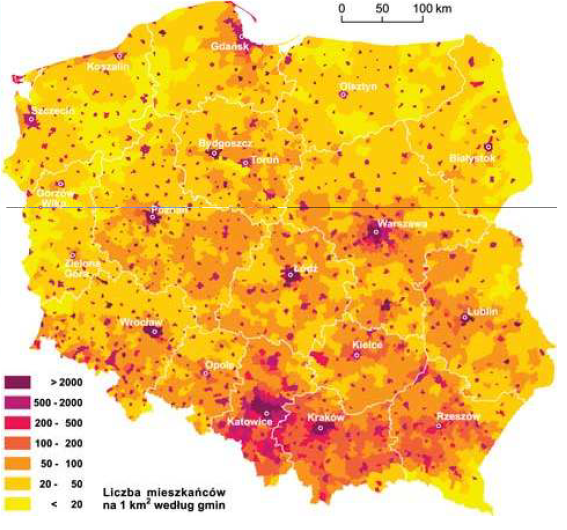 0 50 100 km
Gdańsk
Koszalin
Olsztyn
Szczecin
Bydgoszcz
Toruń
Białystok
Gorzów
Wlkp.
Poznań
Warszawa
Zielona
Góra
Łódź
Wrocław
Lublin
Kielce
Opole
Katowice
Kraków
Rzeszów
> 2000
500 -2000
200 - 500
100 - 200
50 - 100
20 - 50
< 20
Liczba mieszkańców
na 1 km² według gmin